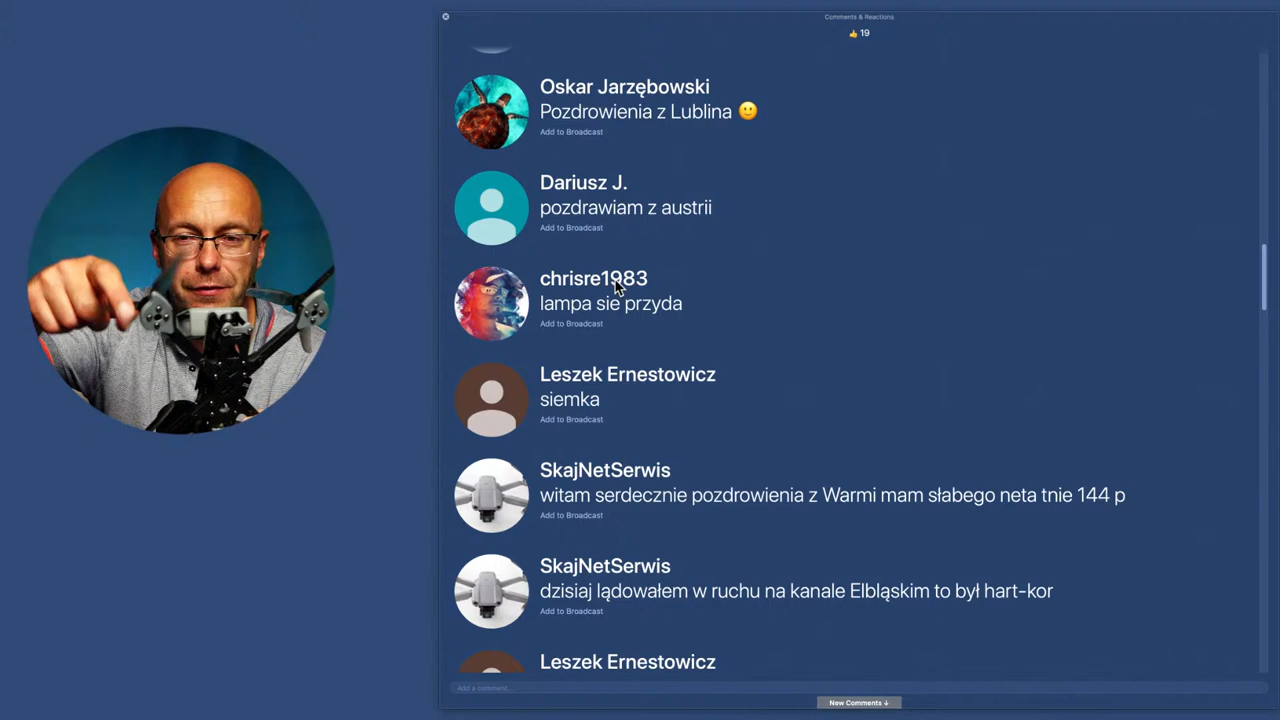 Comments & Reactions
👍 19
Oskar Jarzębowski
Pozdrowienia z Lublina 🙂
Add to Broadcast
Dariusz J.
pozdrawiam z austrii
Add to Broadcast
chrisre1983
lampa sie przyda
Add to Broadcast
Leszek Ernestowicz
siemka
Add to Broadcast
SkajNetSerwis
witam serdecznie pozdrowienia z Warmi mam słabego neta tnie 144 p
Add to Broadcast
SkajNetSerwis
dzisiaj lądowałem w ruchu na kanale Elbląskim to był hart-kor
Add to Broadcast
Leszek Ernestowicz
Add a comment...
New Comments ↓